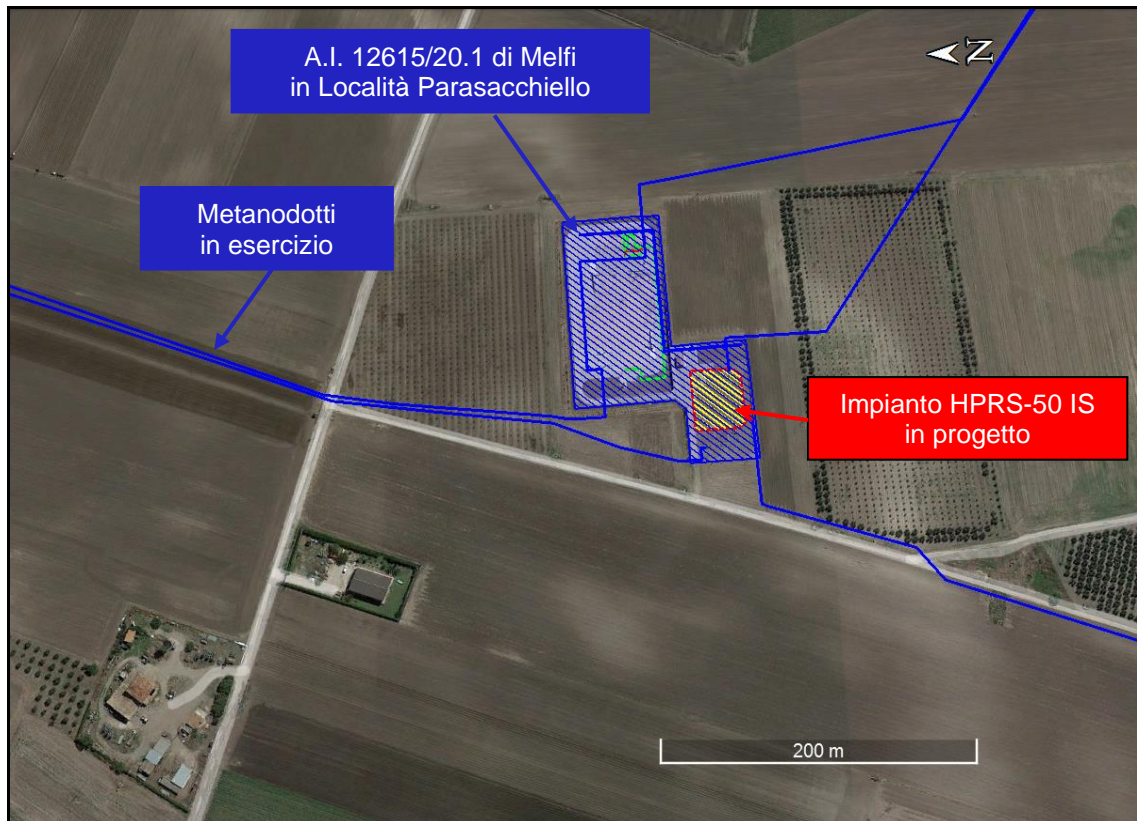 A.I. 12615/20.1 di Melfi
in Località Parasacchiello
N
Metanodotti
in esercizio
Impianto HPRS-50 IS
in progetto
200 m